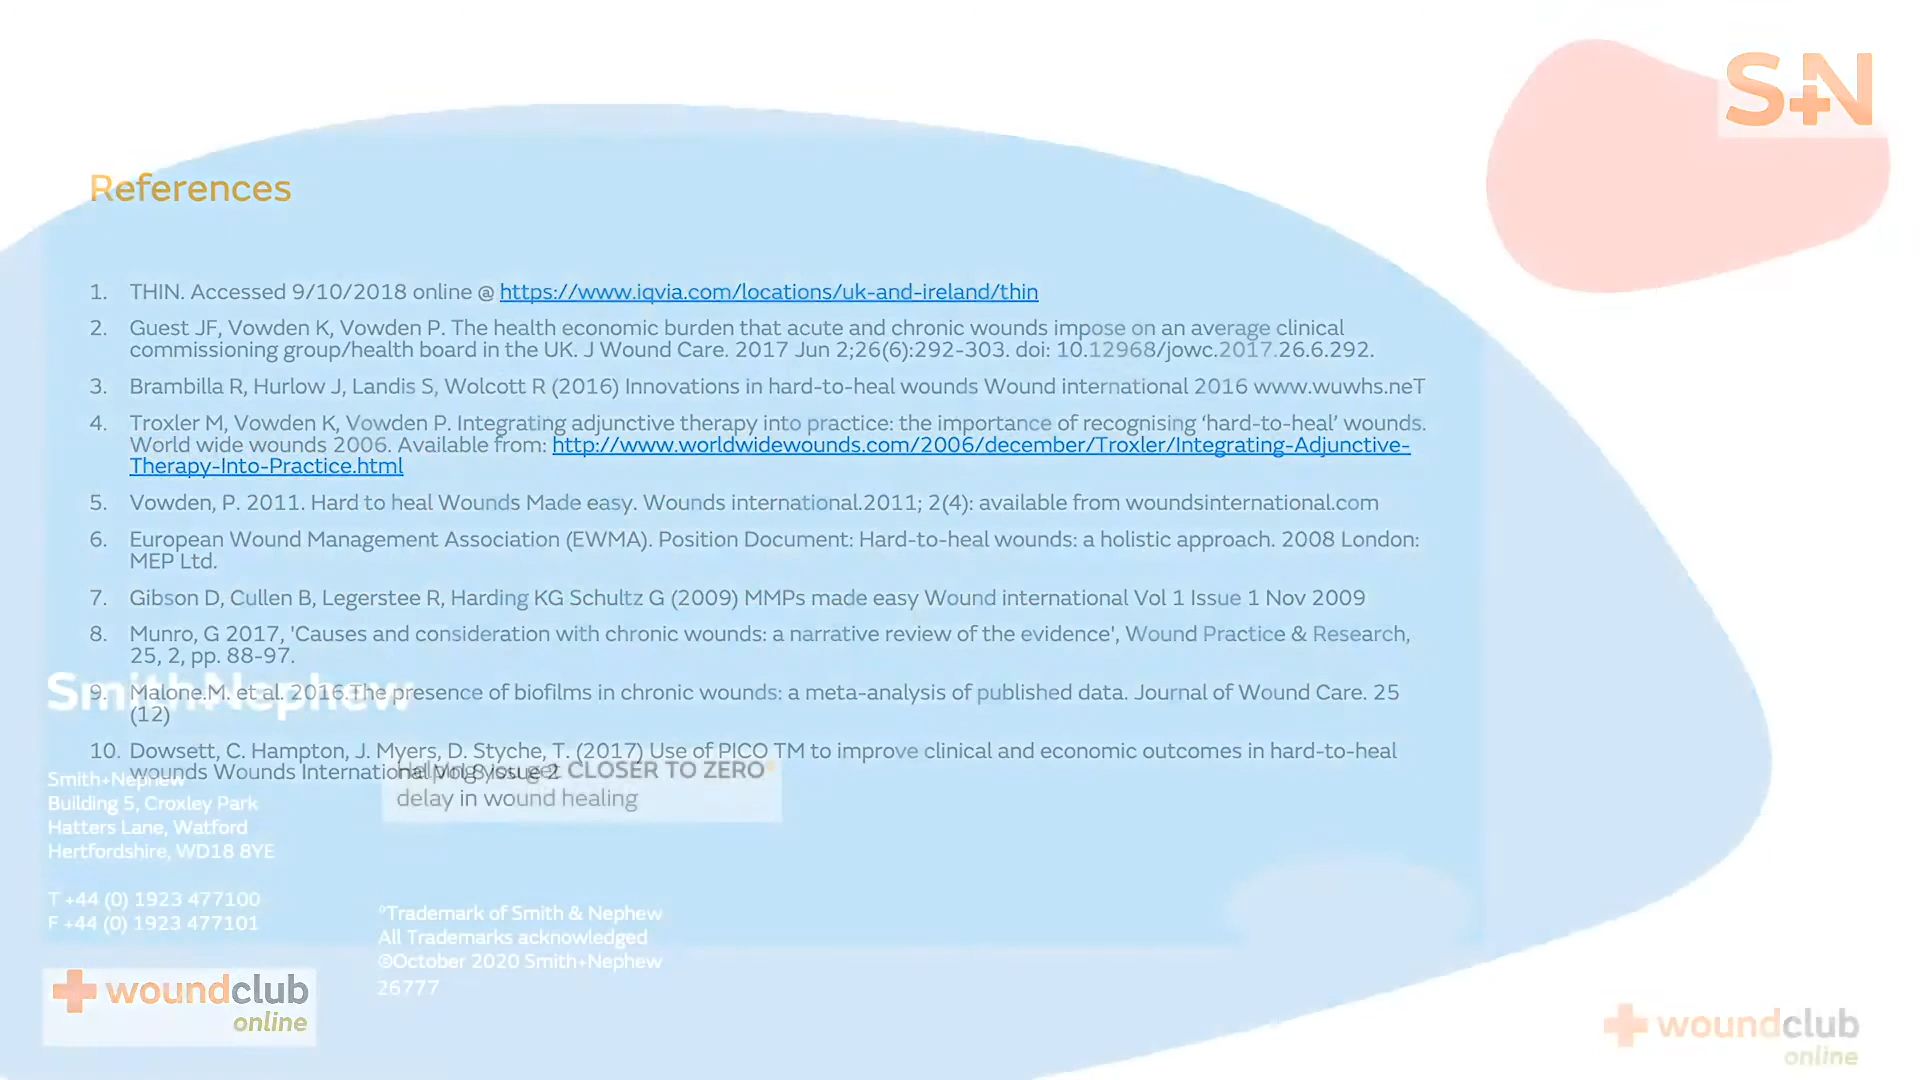 S+N
References
1. THIN. Accessed 9/10/2018 online @ https://www.iqvia.com/locations/uk-and-ireland/thin
2. Guest JF, Vowden K, Vowden P. The health economic burden that acute and chronic wounds impose on an average clinical
commissioning group/health board in the UK. J Wound Care. 2017 Jun 2;26(6):292-303. doi: 10.12968/jowc.2017.26.6.292.
3. Brambilla R, Hurlow J, Landis S, Wolcott R (2016) Innovations in hard-to-heal wounds Wound international 2016 www.wuwhs.neT
4. Troxler M, Vowden K, Vowden P. Integrating adjunctive therapy into practice: the importance of recognising ‘hard-to-heal’ wounds.
World wide wounds 2006. Available from: http://www.worldwidewounds.com/2006/december/Troxler/Integrating-Adjunctive-
Therapy-Into-Practice.html
5. Vowden, P. 2011. Hard to heal Wounds Made easy. Wounds international.2011; 2(4): available from woundsinternational.com
6. European Wound Management Association (EWMA). Position Document: Hard-to-heal wounds: a holistic approach. 2008 London:
MEP Ltd.
7. Gibson D, Cullen B, Legerstee R, Harding KG Schultz G (2009) MMPs made easy Wound international Vol 1 Issue 1 Nov 2009
8. Munro, G 2017, 'Causes and consideration with chronic wounds: a narrative review of the evidence', Wound Practice & Research,
25, 2, pp. 88-97.
9. Malone.M. et al. 2016.The presence of biofilms in chronic wounds: a meta-analysis of published data. Journal of Wound Care. 25
(12)
10. Dowsett, C. Hampton, J. Myers, D. Styche, T. (2017) Use of PICO TM to improve clinical and economic outcomes in hard-to-heal
wounds Wounds International Vol 8 issue 2
Smith+Nephew
Helping you get CLOSER TO ZERO°
delay in wound healing
Smith+Nephew
Building 5, Croxley Park
Hatters Lane, Watford
Hertfordshire, WD18 8YE
T +44 (0) 1923 477100
F +44 (0) 1923 477101
°Trademark of Smith & Nephew
All Trademarks acknowledged
©October 2020 Smith+Nephew
26777
woundclub
online
woundclub
online